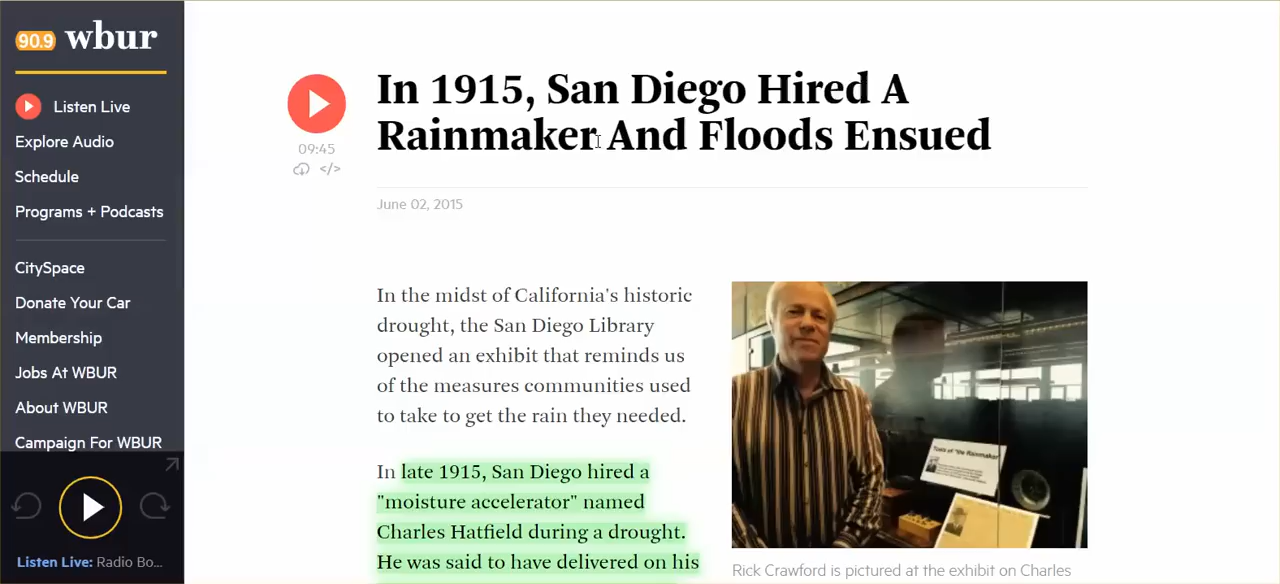 90.9 wbur
Listen Live
Explore Audio
Schedule
Programs + Podcasts
CitySpace
Donate Your Car
Membership
Jobs At WBUR
About WBUR
Campaign For WBUR
Listen Live: Radio Bo...
In 1915, San Diego Hired A
Rainmaker And Floods Ensued
09:45
</>
June 02, 2015
In the midst of California's historic
drought, the San Diego Library
opened an exhibit that reminds us
of the measures communities used
to take to get the rain they needed.
In late 1915, San Diego hired a
"moisture accelerator" named
Charles Hatfield during a drought.
He was said to have delivered on his
Rick Crawford is pictured at the exhibit on Charles